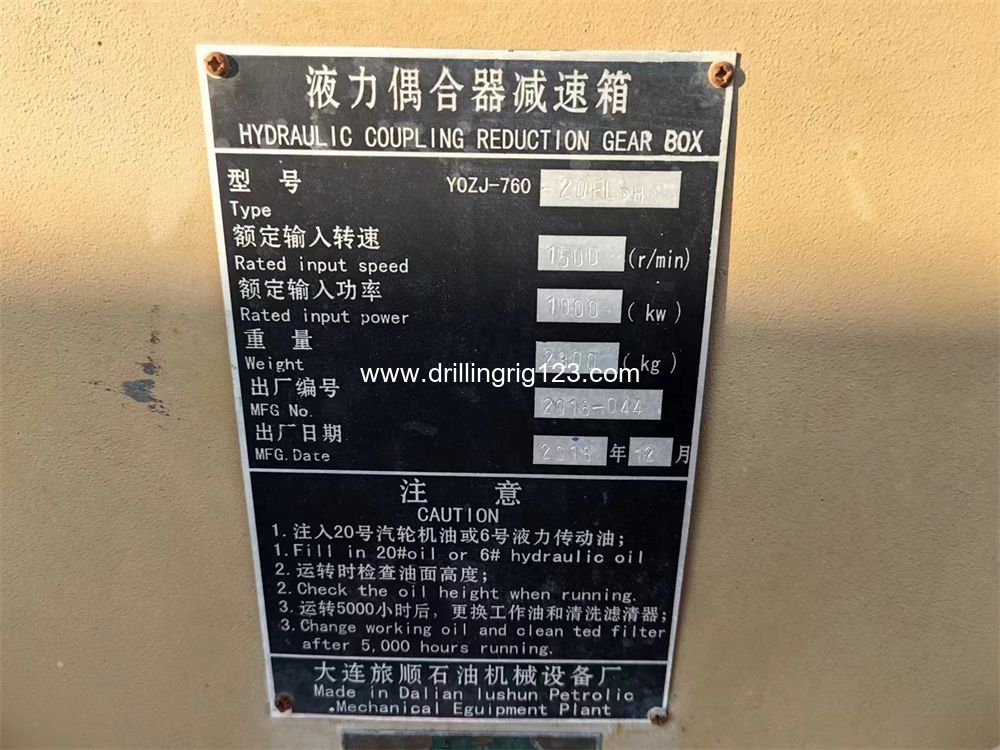 液力偶合器减速箱
HYDRAULIC COUPLING REDUCTION GEAR BOX
型号 YOZJ-760 -20FLSH
Type
额定输入转速 1500 (r/min)
Rated input speed
额定输入功率 1000 (kw)
Rated input power
重量 (kg)
Weight
www.drillingrig123.com
出厂编号 2018-044
MFG No.
出厂日期 2018 年 12 月
MFG.Date
注意
CAUTION
1.注入20号汽轮机油或6号液力传动油;
1.Fill in 20#oil or 6# hydraulic oil
2.运转时检查油面高度;
2.Check the oil height when running.
3.运转5000小时后,更换工作油和清洗滤清器;
3.Change working oil and clean ted filter
after 5,000 hours running.
大连旅顺石油机械设备厂
Made in Dalian lushun Petrolic
.Mechanical Eguipment Plant